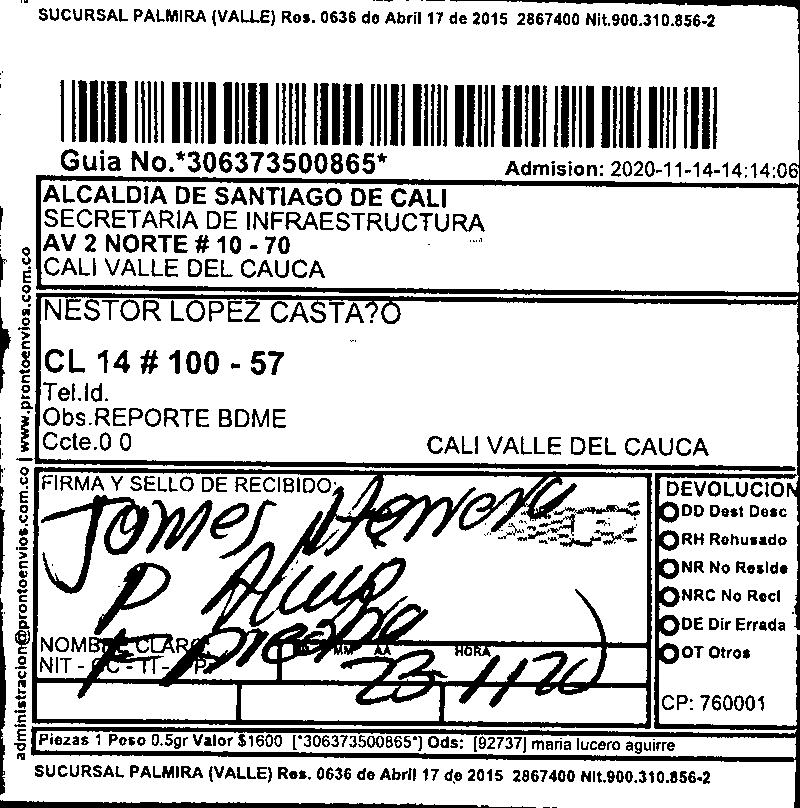 SUCURSAL PALMIRA (VALLE) Res. 0636 de Abril 17 de 2015 2867400 Nit.900.310.856-2
Guia No.*306373500865*
Admision: 2020-11-14-14:14:06
ALCALDIA DE SANTIAGO DE CALI
SECRETARIA DE INFRAESTRUCTURA
AV 2 NORTE # 10 - 70
CALI VALLE DEL CAUCA
NESTOR LOPEZ CASTA?O
CL 14 # 100 - 57
Tel.Id.
Obs.REPORTE BDME
Ccte.0 0
CALI VALLE DEL CAUCA
administracion@prontoenvios.com.co | www.prontoenvios.com.co
FIRMA Y SELLO DE RECIBIDO:
James Herrera
P
NOMBRE CLARO
NIT - CC - TI -
MM AA HORA
23-11 20
DEVOLUCION
DD Dest Desc
RH Rehusado
NR No Reside
NRC No Recl
DE Dir Errada
OT Otros
CP: 760001
Piezas 1 Peso 0.5gr Valor $1600 [*306373500865*] Ods: [92737] maria lucero aguirre
SUCURSAL PALMIRA (VALLE) Res. 0636 de Abril 17 de 2015 2867400 Nit.900.310.856-2